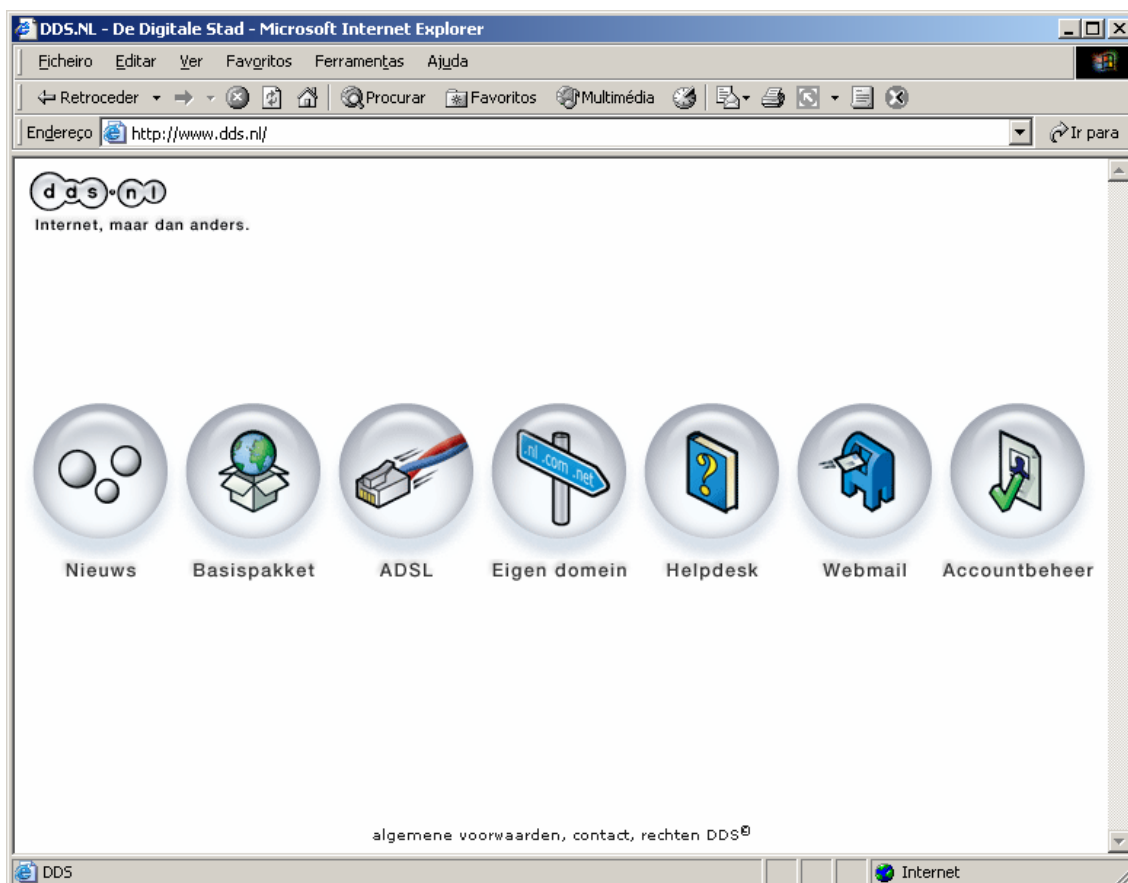 DDS.NL - De Digitale Stad - Microsoft Internet Explorer
Ficheiro Editar Ver Favoritos Ferramentas Ajuda
Retroceder Procurar Favoritos Multimédia
Endereço http://www.dds.nl/ Ir para
dds.nl
Internet, maar dan anders.
.nl .com .net
?
Nieuws Basispakket ADSL Eigen domein Helpdesk Webmail Accountbeheer
algemene voorwaarden, contact, rechten DDS©
DDS Internet